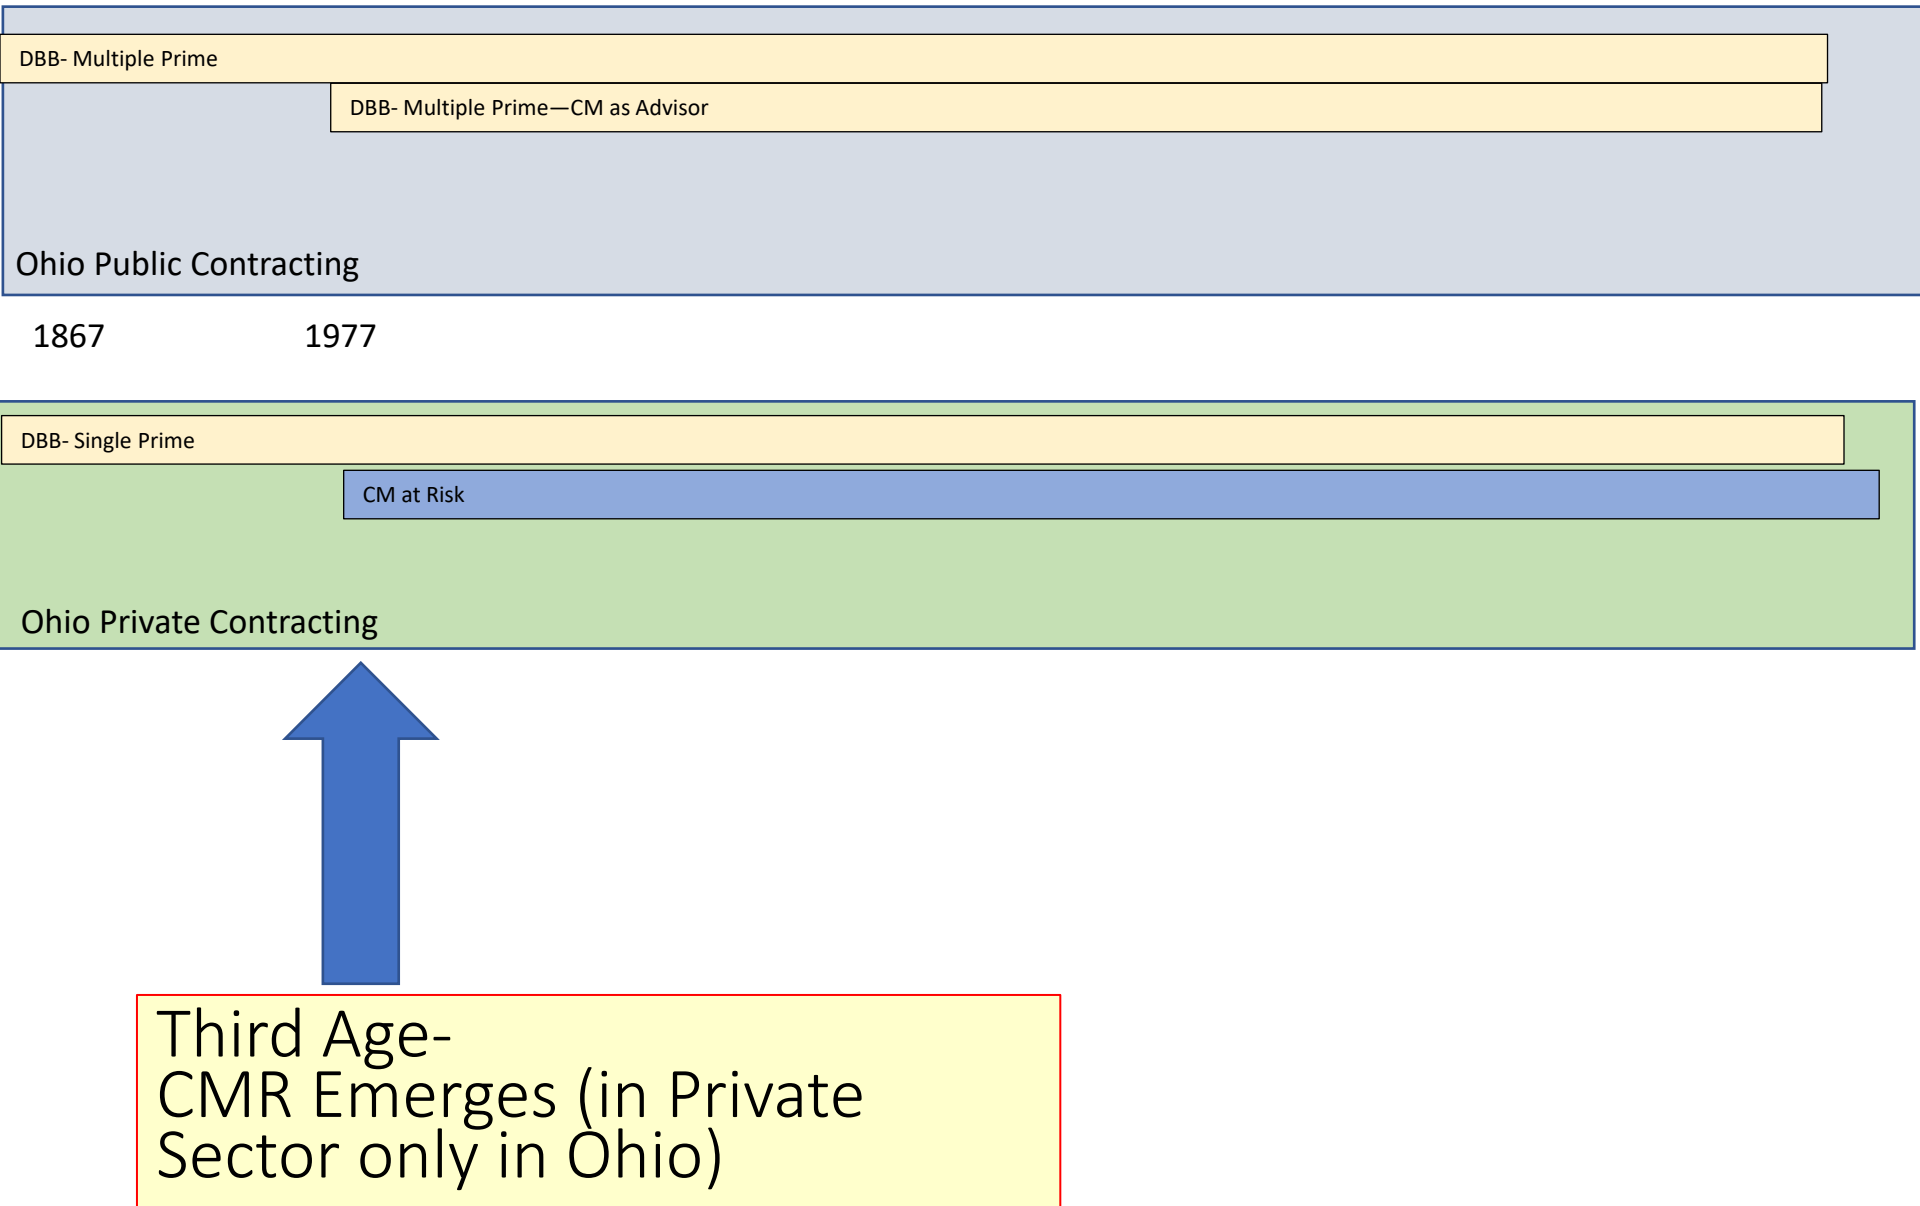 DBB- Multiple Prime
DBB- Multiple Prime—CM as Advisor
Ohio Public Contracting
1867 1977
DBB- Single Prime
CM at Risk
Ohio Private Contracting
Third Age-
CMR Emerges (in Private
Sector only in Ohio)